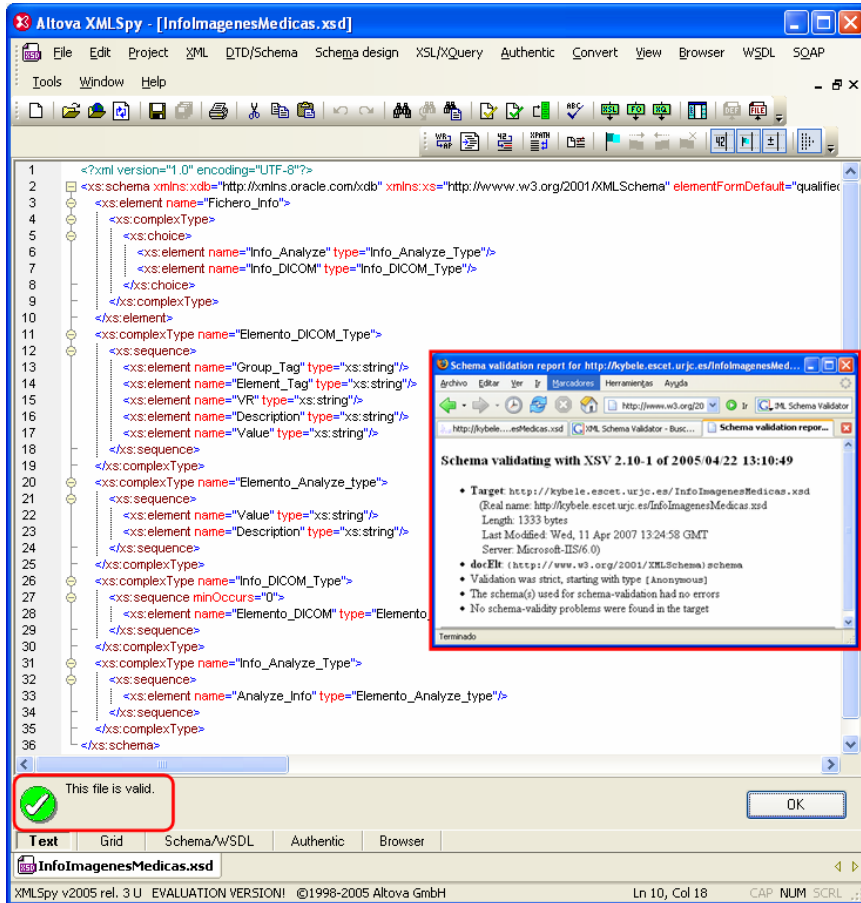 Altova XMLSpy - [InfoImagenesMedicas.xsd]
File Edit Project XML DTD/Schema Schema design XSL/XQuery Authentic Convert View Browser WSDL SOAP
Tools Window Help
1 <?xml version="1.0" encoding="UTF-8"?>
2 <xs:schema xmlns:xdb="http://xmlns.oracle.com/xdb" xmlns:xs="http://www.w3.org/2001/XMLSchema" elementFormDefault="qualified
3 <xs:element name="Fichero_Info">
4 <xs:complexType>
5 <xs:choice>
6 <xs:element name="Info_Analyze" type="Info_Analyze_Type"/>
7 <xs:element name="Info_DICOM" type="Info_DICOM_Type"/>
8 </xs:choice>
9 </xs:complexType>
10 </xs:element>
11 <xs:complexType name="Elemento_DICOM_Type">
12 <xs:sequence>
13 <xs:element name="Group_Tag" type="xs:string"/>
14 <xs:element name="Element_Tag" type="xs:string"/>
15 <xs:element name="VR" type="xs:string"/>
16 <xs:element name="Description" type="xs:string"/>
17 <xs:element name="Value" type="xs:string"/>
18 </xs:sequence>
19 </xs:complexType>
20 <xs:complexType name="Elemento_Analyze_type">
21 <xs:sequence>
22 <xs:element name="Value" type="xs:string"/>
23 <xs:element name="Description" type="xs:string"/>
24 </xs:sequence>
25 </xs:complexType>
26 <xs:complexType name="Info_DICOM_Type">
27 <xs:sequence minOccurs="0">
28 <xs:element name="Elemento_DICOM" type="Elemento_
29 </xs:sequence>
30 </xs:complexType>
31 <xs:complexType name="Info_Analyze_Type">
32 <xs:sequence>
33 <xs:element name="Analyze_Info" type="Elemento_Analyze_type"/>
34 </xs:sequence>
35 </xs:complexType>
36 </xs:schema>
Schema validation report for http://kybele.escet.urjc.es/InfoImagenesMed...
Archivo Editar Ver Ir Marcadores Herramientas Ayuda
http://www.w3.org/20 Ir XML Schema Validator
http://kybele....esMedicas.xsd XML Schema Validator - Busc... Schema validation repor...
Schema validating with XSV 2.10-1 of 2005/04/22 13:10:49
• Target: http://kybele.escet.urjc.es/InfoImagenesMedicas.xsd
(Real name: http://kybele.escet.urjc.es/InfoImagenesMedicas.xsd
Length: 1333 bytes
Last Modified: Wed, 11 Apr 2007 13:24:58 GMT
Server: Microsoft-IIS/6.0)
• docElt: {http://www.w3.org/2001/XMLSchema}schema
• Validation was strict, starting with type [Anonymous]
• The schema(s) used for schema-validation had no errors
• No schema-validity problems were found in the target
Terminado
This file is valid.
OK
Text Grid Schema/WSDL Authentic Browser
InfoImagenesMedicas.xsd
XMLSpy v2005 rel. 3 U EVALUATION VERSION! ©1998-2005 Altova GmbH Ln 10, Col 18 CAP NUM SCRL